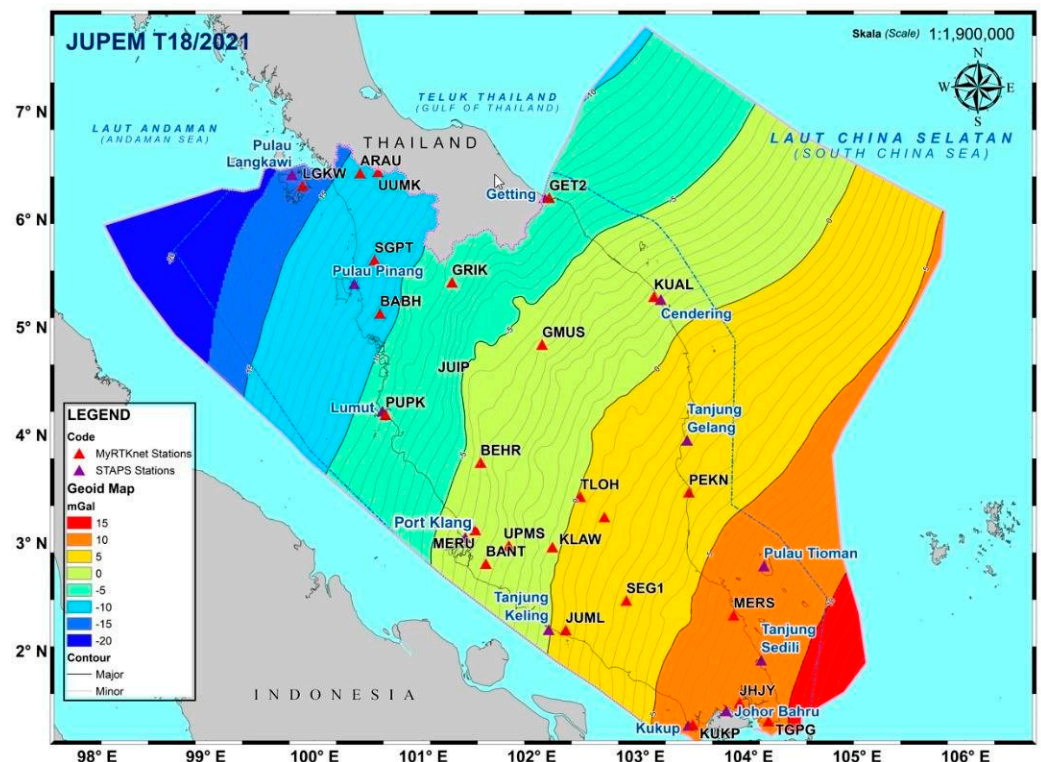 JUPEM T18/2021
Skala (Scale) 1:1,900,000
N
W E
S
7° N
6° N
5° N
4° N
3° N
2° N
TELUK THAILAND
(GULF OF THAILAND)
LAUT ANDAMAN
(ANDAMAN SEA)
THAILAND
LAUT CHINA SELATAN
(SOUTH CHINA SEA)
Pulau
Langkawi
LGKW
ARAU
UUMK
Getting
GET2
SGPT
Pulau Pinang
GRIK
BABH
KUAL
Cendering
GMUS
JUIP
Lumut
PUPK
Tanjung
Gelang
BEHR
TLOH
PEKN
Port Klang
MERU
UPMS
BANT
KLAW
Pulau Tioman
SEG1
MERS
Tanjung
Keling
JUML
Tanjung
Sedili
JHJY
Johor Bahru
Kukup
KUKP
TGPG
INDONESIA
LEGEND
Code
MyRTKnet Stations
STAPS Stations
Geoid Map
mGal
15
10
5
0
-5
-10
-15
-20
Contour
Major
Minor
98° E 99° E 100° E 101° E 102° E 103° E 104° E 105° E 106° E